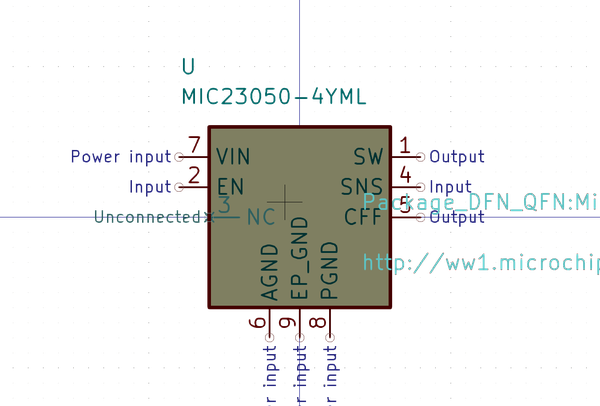 U
MIC23050-4YML
Power input 7 VIN SW 1 Output
Input 2 EN SNS 4 Input
Package_DFN_QFN:Mi
Unconnected 3 NC CFF 5 Output
http://ww1.microchip
AGND EP_GND PGND
6 9 8
r input r input r input